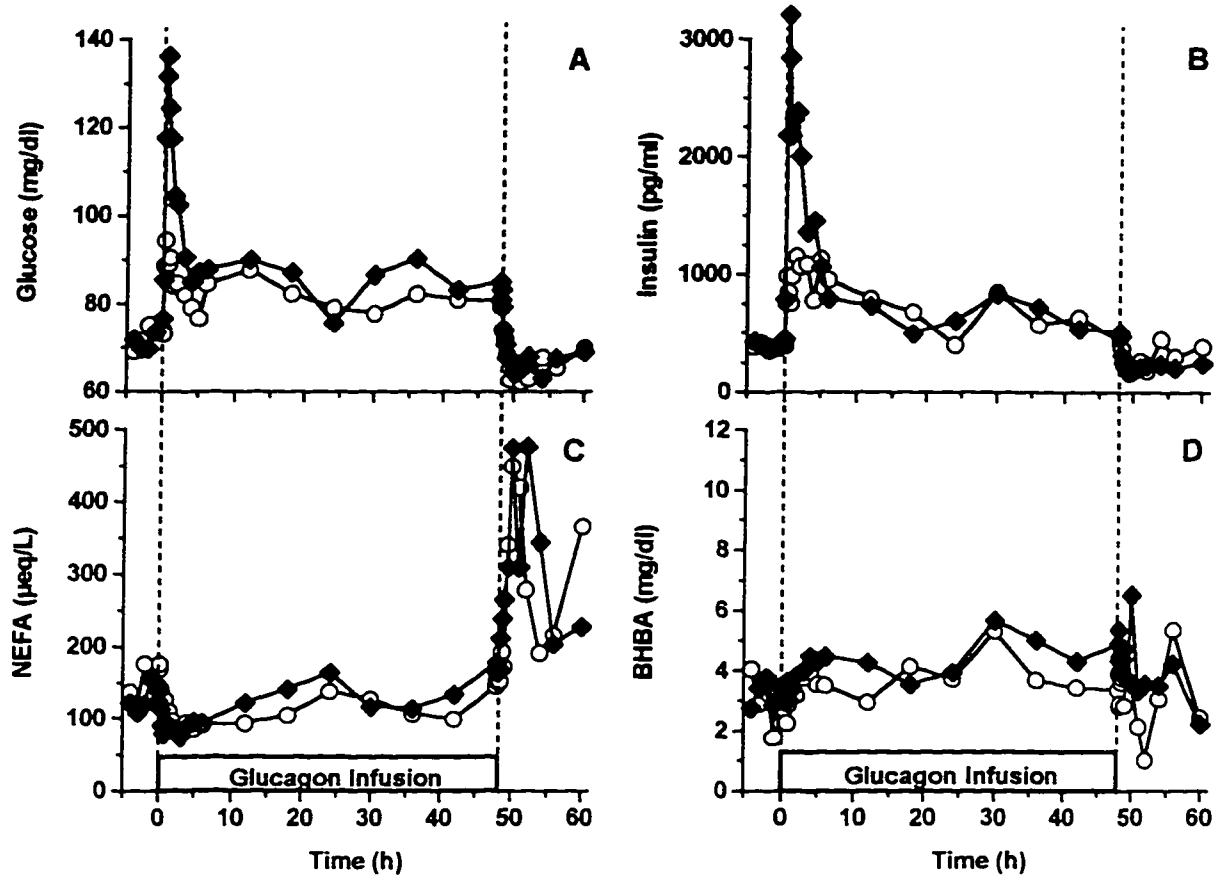 A
Glucose (mg/dl)
140
120
100
80
60
B
Insulin (pg/ml)
3000
2000
1000
0
C
NEFA (µeq/L)
500
400
300
200
100
0
Glucagon Infusion
0 10 20 30 40 50 60
Time (h)
D
BHBA (mg/dl)
12
10
8
6
4
2
0
Glucagon Infusion
0 10 20 30 40 50 60
Time (h)